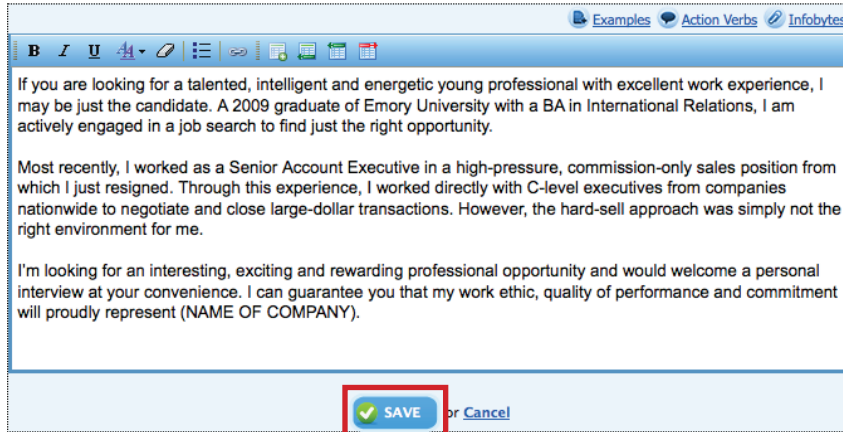 Examples Action Verbs Infobytes
B I U A
If you are looking for a talented, intelligent and energetic young professional with excellent work experience, I
may be just the candidate. A 2009 graduate of Emory University with a BA in International Relations, I am
actively engaged in a job search to find just the right opportunity.
Most recently, I worked as a Senior Account Executive in a high-pressure, commission-only sales position from
which I just resigned. Through this experience, I worked directly with C-level executives from companies
nationwide to negotiate and close large-dollar transactions. However, the hard-sell approach was simply not the
right environment for me.
I'm looking for an interesting, exciting and rewarding professional opportunity and would welcome a personal
interview at your convenience. I can guarantee you that my work ethic, quality of performance and commitment
will proudly represent (NAME OF COMPANY).
SAVE or Cancel